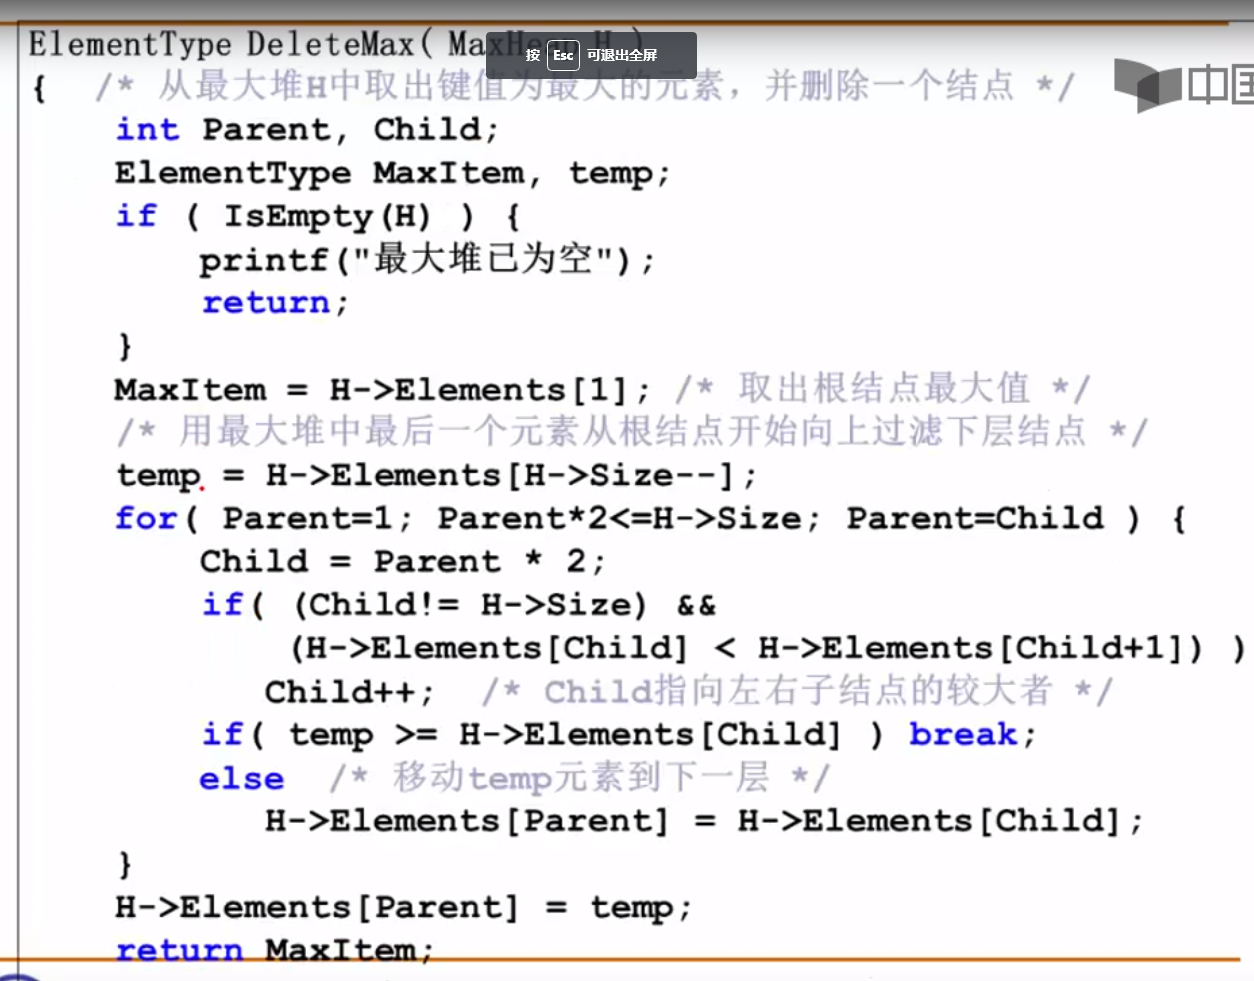 ElementType DeleteMax( MaxHeap H )
按 Esc 可退出全屏
{ /* 从最大堆H中取出键值为最大的元素，并删除一个结点 */
中国
int Parent, Child;
ElementType MaxItem, temp;
if ( IsEmpty(H) ) {
printf("最大堆已为空");
return;
}
MaxItem = H->Elements[1]; /* 取出根结点最大值 */
/* 用最大堆中最后一个元素从根结点开始向上过滤下层结点 */
temp = H->Elements[H->Size--];
for( Parent=1; Parent*2<=H->Size; Parent=Child ) {
Child = Parent * 2;
if( (Child!= H->Size) &&
(H->Elements[Child] < H->Elements[Child+1]) )
Child++; /* Child指向左右子结点的较大者 */
if( temp >= H->Elements[Child] ) break;
else /* 移动temp元素到下一层 */
H->Elements[Parent] = H->Elements[Child];
}
H->Elements[Parent] = temp;
return MaxItem;